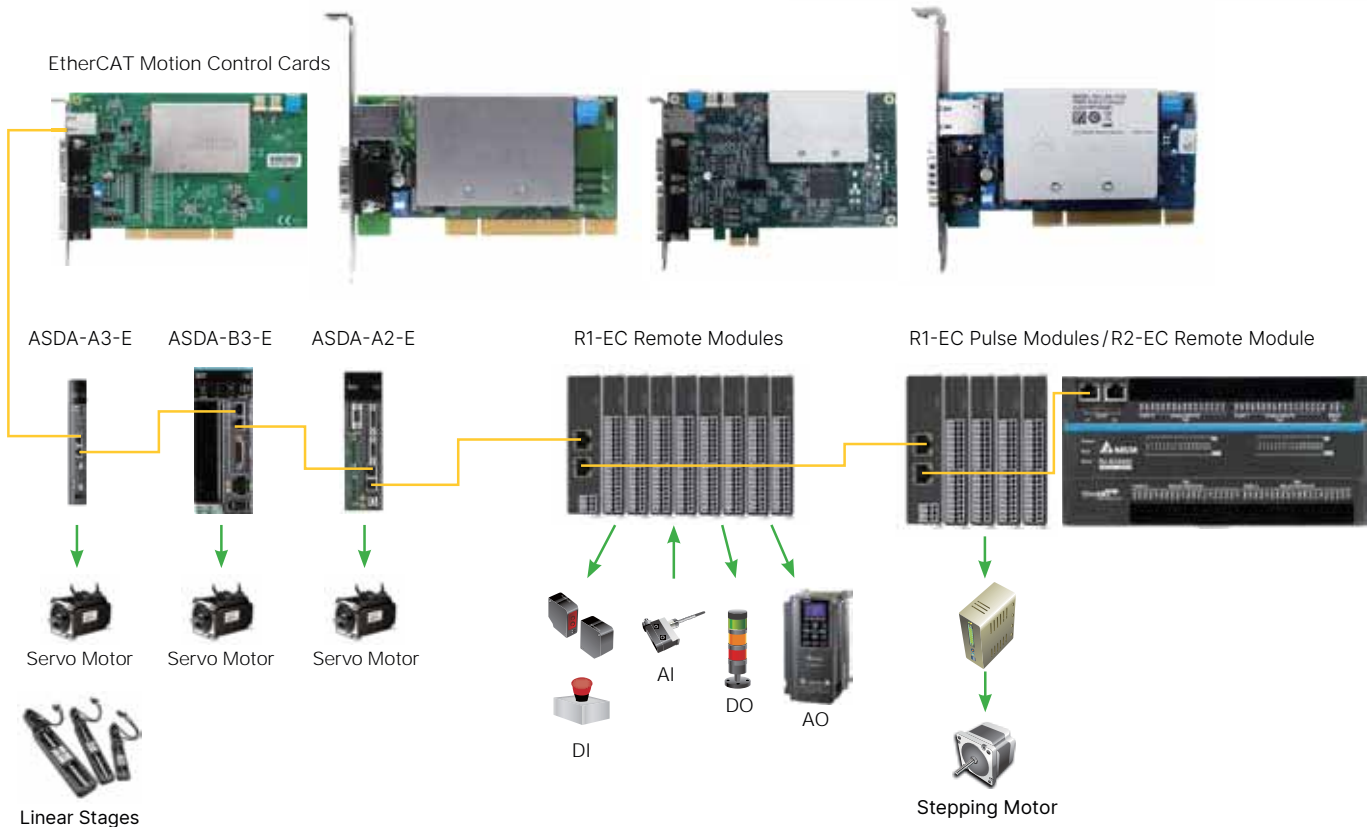 EtherCAT Motion Control Cards
ASDA-A3-E ASDA-B3-E ASDA-A2-E R1-EC Remote Modules R1-EC Pulse Modules/R2-EC Remote Module
Servo Motor Servo Motor Servo Motor
AI
DO
AO
DI
Linear Stages
Stepping Motor